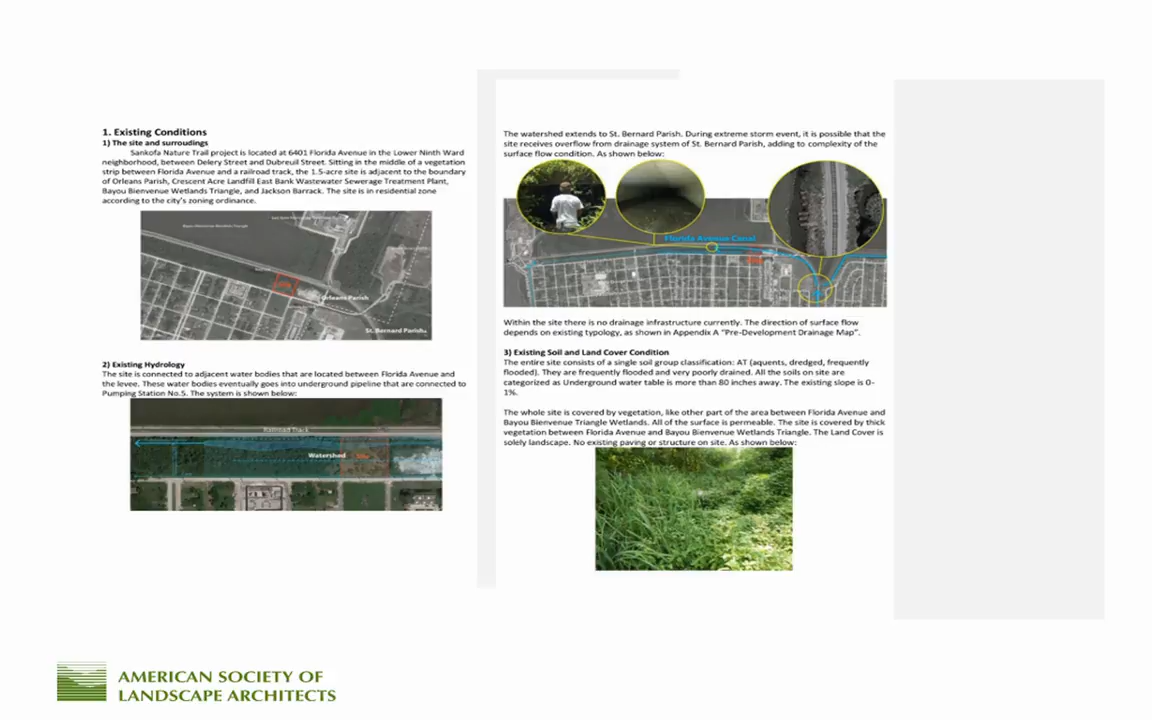 1. Existing Conditions
1) The site and surroudings
Sankofa Nature Trail project is located at 6401 Florida Avenue in the Lower Ninth Ward
neighborhood, between Delery Street and Dubreuil Street. Sitting in the middle of a vegetation
strip between Florida Avenue and a railroad track, the 1.5-acre site is adjacent to the boundary
of Orleans Parish, Crescent Acre Landfill East Bank Wastewater Sewerage Treatment Plant,
Bayou Bienvenue Wetlands Triangle, and Jackson Barrack. The site is in residential zone
according to the city's zoning ordinance.
Orleans Parish
St. Bernard Parish
2) Existing Hydrology
The site is connected to adjacent water bodies that are located between Florida Avenue and
the levee. These water bodies eventually goes into underground pipeline that are connected to
Pumping Station No.5. The system is shown below:
Railroad Track
Watershed
Site
The watershed extends to St. Bernard Parish. During extreme storm event, it is possible that the
site receives overflow from drainage system of St. Bernard Parish, adding to complexity of the
surface flow condition. As shown below:
Florida Avenue Canal
Within the site there is no drainage infrastructure currently. The direction of surface flow
depends on existing typology, as shown in Appendix A "Pre-Development Drainage Map".
3) Existing Soil and Land Cover Condition
The entire site consists of a single soil group classification: AT (aquents, dredged, frequently
flooded). They are frequently flooded and very poorly drained. All the soils on site are
categorized as Underground water table is more than 80 inches away. The existing slope is 0-
1%.
The whole site is covered by vegetation, like other part of the area between Florida Avenue and
Bayou Bienvenue Triangle Wetlands. All of the surface is permeable. The site is covered by thick
vegetation between Florida Avenue and Bayou Bienvenue Wetlands Triangle. The Land Cover is
solely landscape. No existing paving or structure on site. As shown below:
AMERICAN SOCIETY OF
LANDSCAPE ARCHITECTS